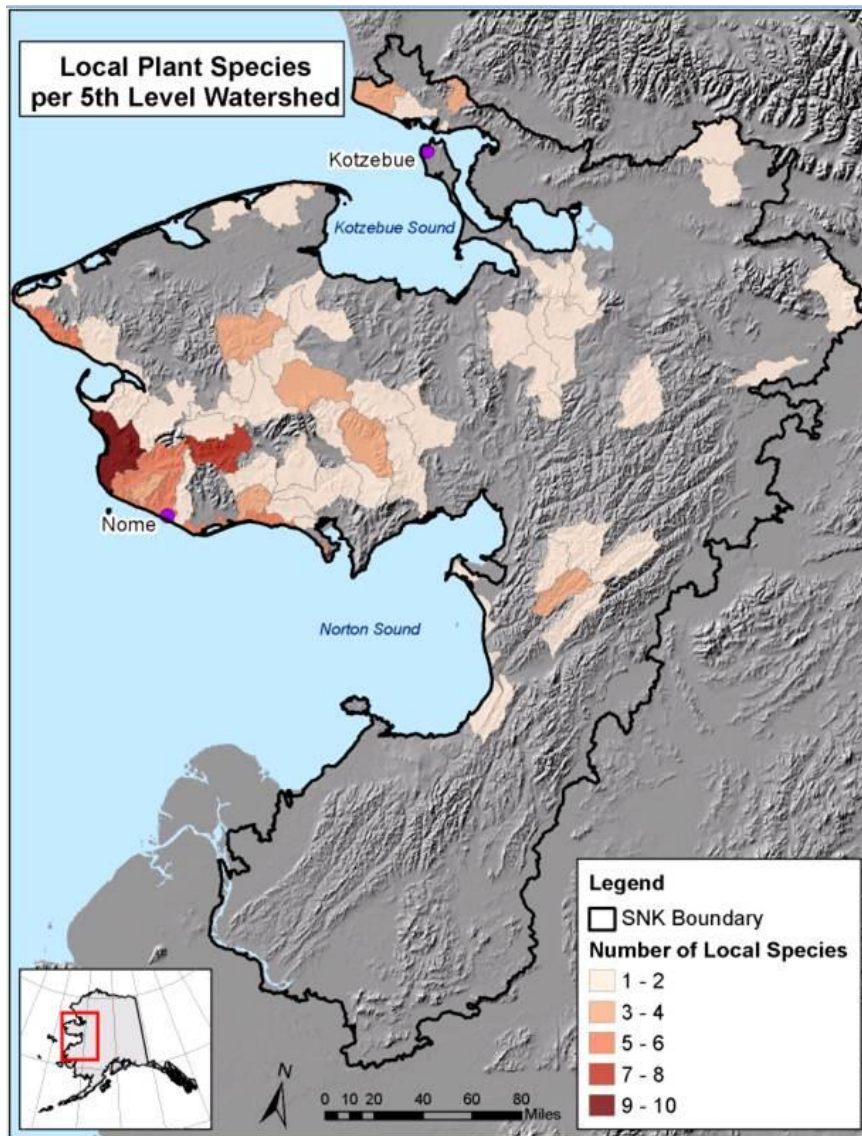 Local Plant Species
per 5th Level Watershed
Kotzebue
Kotzebue Sound
Nome
Norton Sound
Legend
SNK Boundary
Number of Local Species
1 - 2
3 - 4
5 - 6
7 - 8
9 - 10
N
0 10 20 40 60 80
Miles